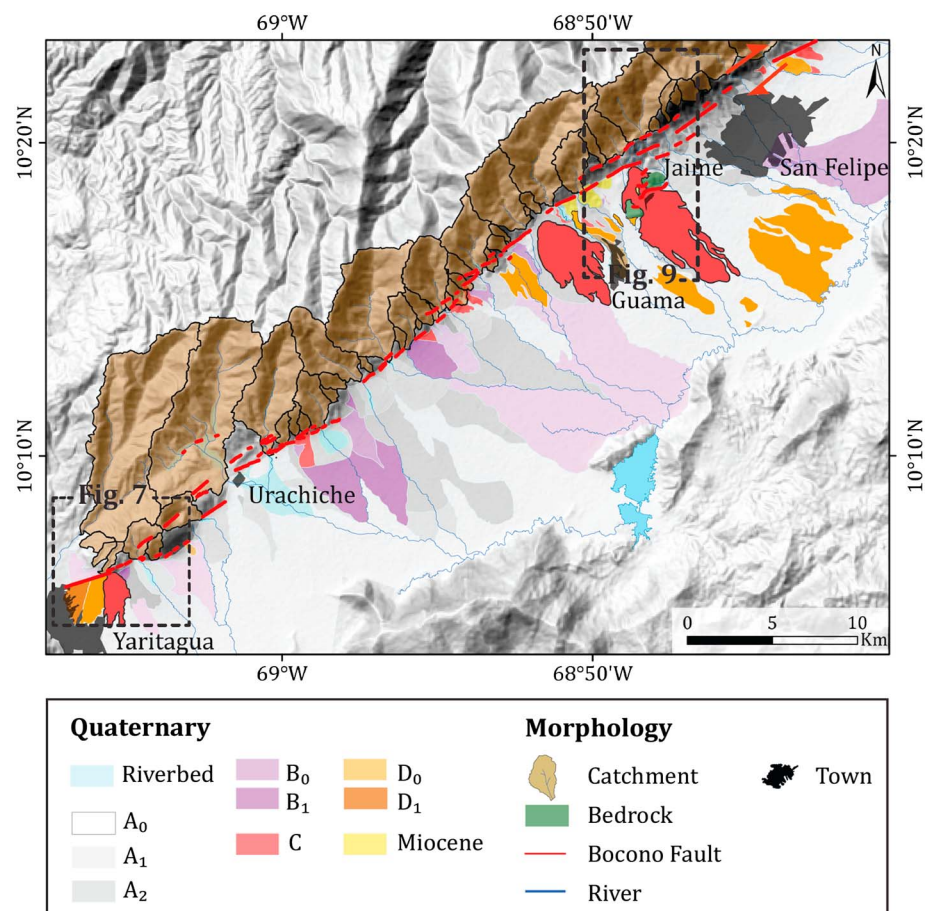 69°W 68°50'W
N
10°20'N 10°20'N
Jaime San Felipe
Fig. 9
Guama
10°10'N 10°10'N
Fig. 7 Urachiche
0 5 10
Km
Yaritagua
69°W 68°50'W
Quaternary Morphology
Riverbed B₀ D₀ Catchment Town
B₁ D₁ Bedrock
A₀
C Miocene Bocono Fault
A₁
A₂ River